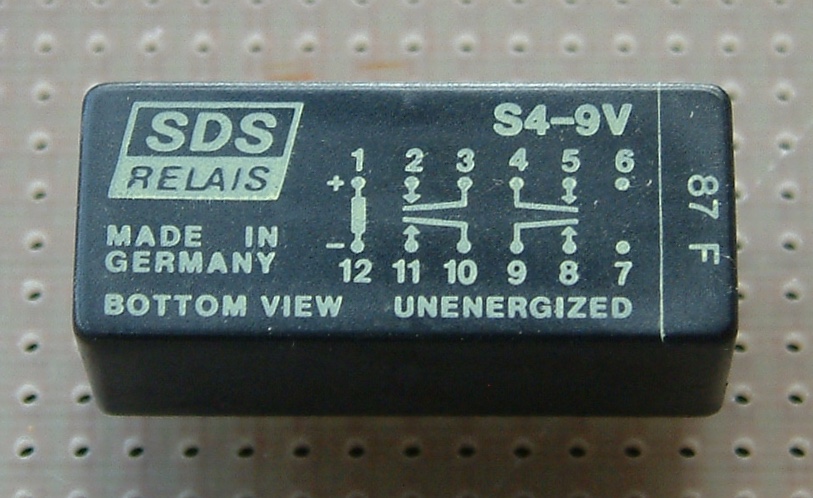 SDS
RELAIS
S4-9V
1 2 3 4 5 6
+
−
12 11 10 9 8 7
MADE IN
GERMANY
BOTTOM VIEW UNENERGIZED
87 F